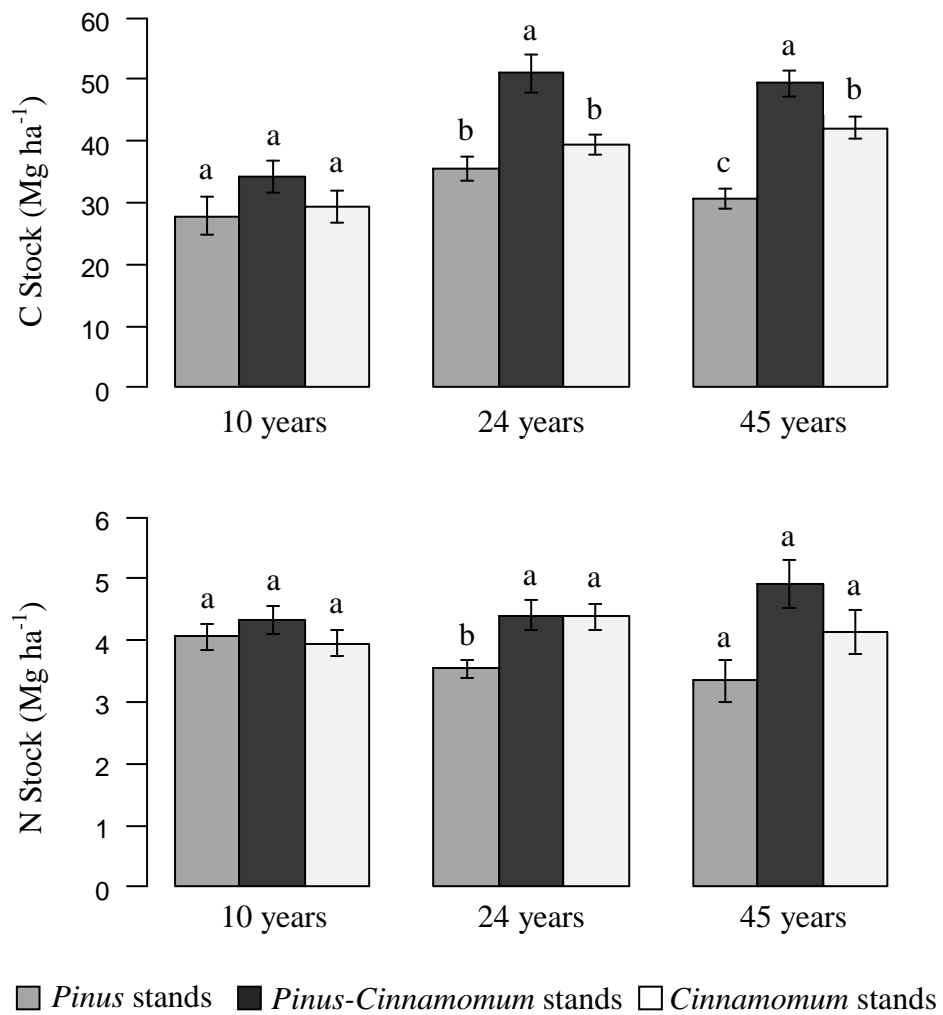 C Stock (Mg ha⁻¹)
60
50
40
30
20
10
0
a a a
b a b
c a b
10 years 24 years 45 years
N Stock (Mg ha⁻¹)
6
5
4
3
2
1
0
a a a
b a a
a a a
10 years 24 years 45 years
Pinus stands Pinus-Cinnamomum stands Cinnamomum stands